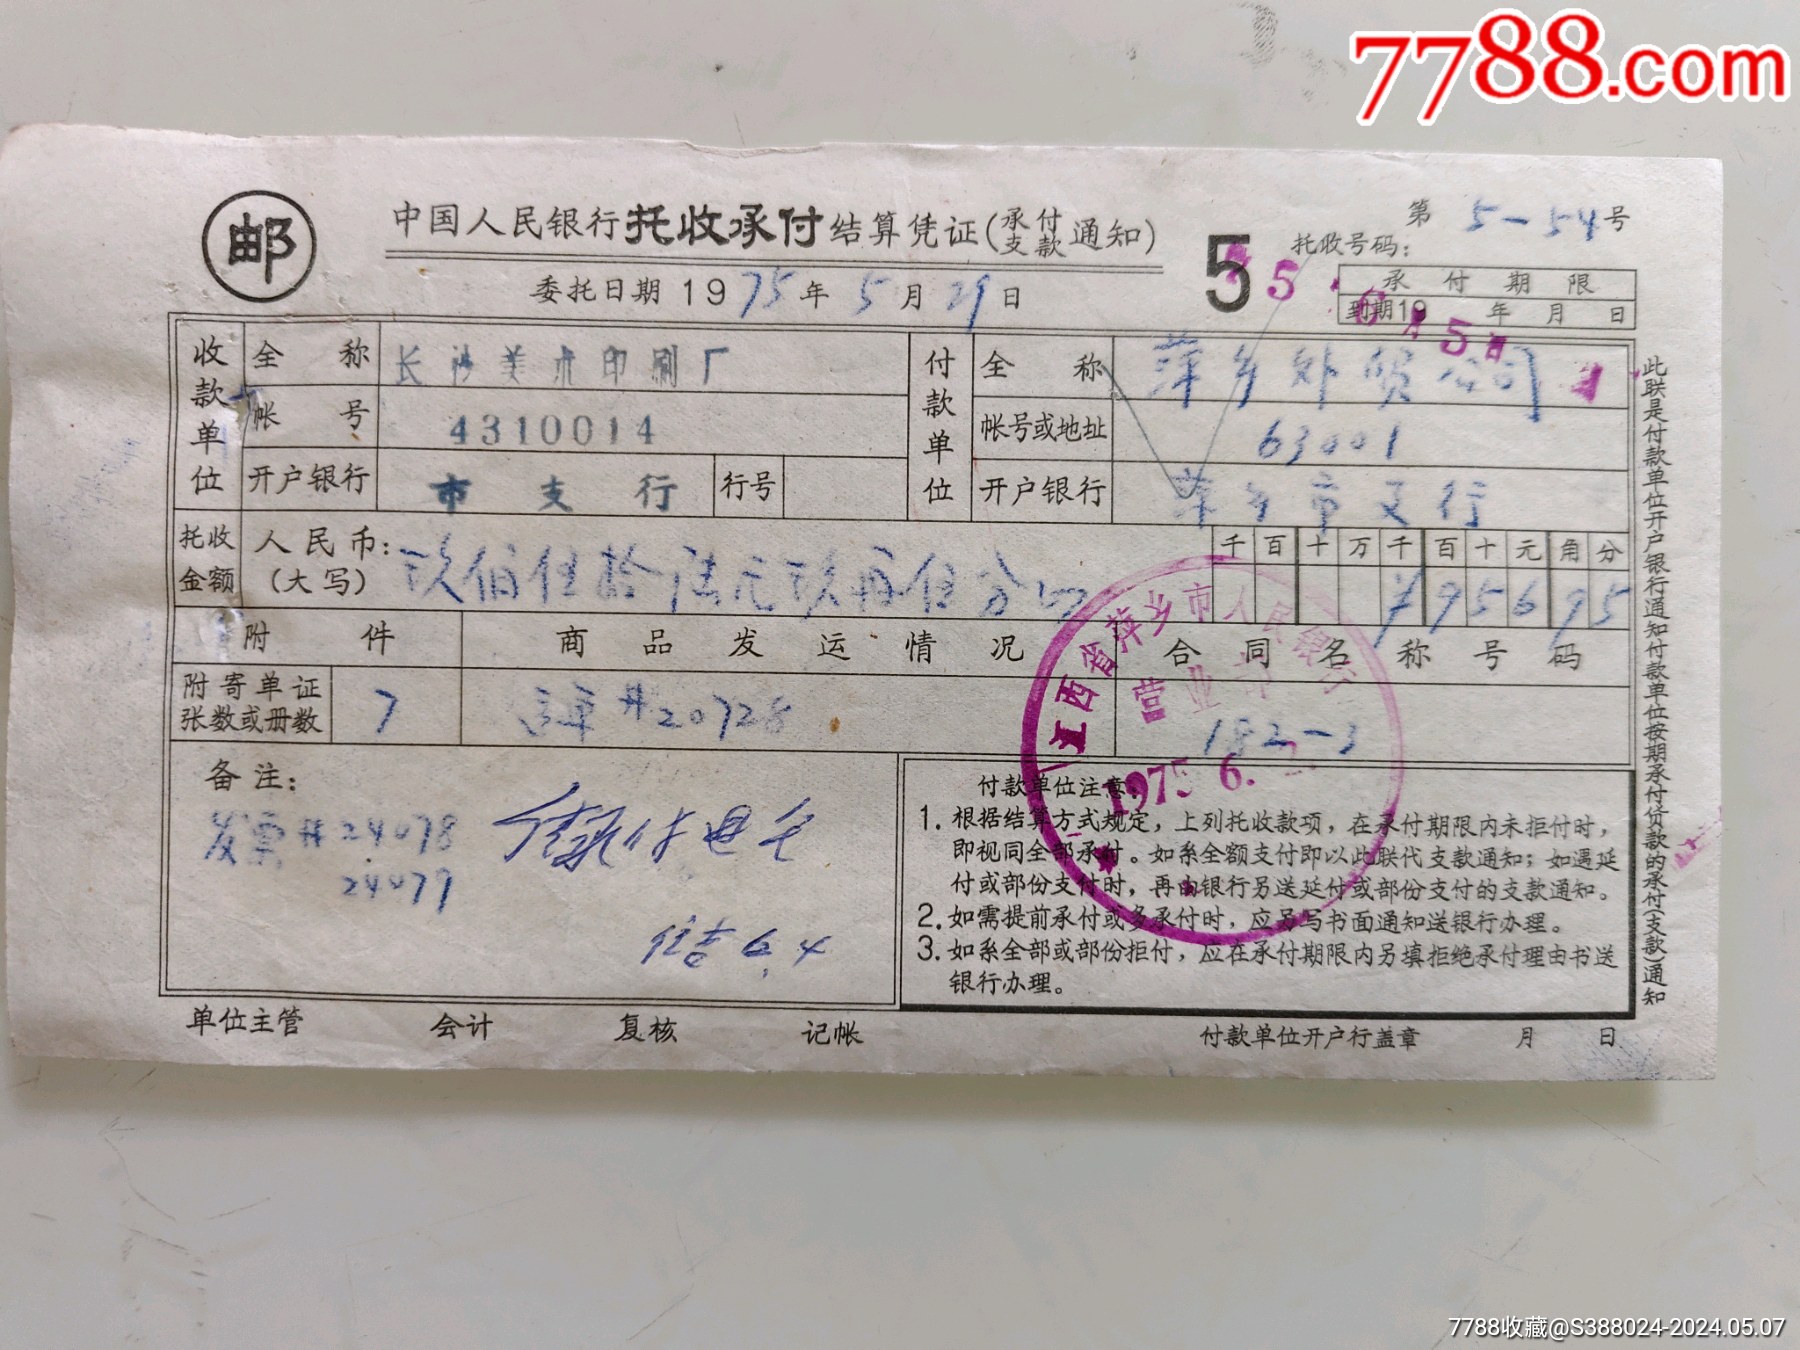 7788.com
邮
中国人民银行托收承付结算凭证(承付支款通知)
第 5-54号
托收号码:
5
委托日期 1975年 5月 29日
承付期限
到期19 年 月 日
收款单位
全称 长沙美术印刷厂
帐号 4310014
开户银行 市支行 行号
付款单位
全称 萍乡外贸公司
帐号或地址 63001
开户银行 萍乡市支行
托收金额
人民币:(大写) 玖佰伍拾陆元玖角伍分
千百十万千百十元角分
¥95695
附件 商品发运情况 合同名称号码
附寄单证张数或册数 7 #20728 182-3
江西省萍乡市人民银行
营业部
1975 6.
备注:
发票#24078
24079
付款单位注意:
1. 根据结算方式规定，上列托收款项，在承付期限内未拒付时，
即视同全部承付。如系全额支付即以此联代支款通知；如遇延
付或部份支付时，再由银行另送延付或部份支付的支款通知。
2. 如需提前承付或多承付时，应另写书面通知送银行办理。
3. 如系全部或部份拒付，应在承付期限内另填拒绝承付理由书送
银行办理。
此联是付款单位开户银行通知付款单位按期承付货款的承付(支款)通知
单位主管 会计 复核 记帐 付款单位开户行盖章 月 日
7788收藏@S388024-2024.05.07